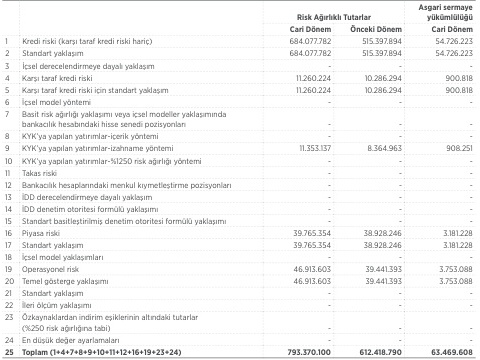 Asgari sermaye
Risk Ağırlıklı Tutarlar yükümlülüğü
Cari Dönem Önceki Dönem Cari Dönem
1 Kredi riski (karşı taraf kredi riski hariç) 684.077.782 515.397.894 54.726.223
2 Standart yaklaşım 684.077.782 515.397.894 54.726.223
3 İçsel derecelendirmeye dayalı yaklaşım - - -
4 Karşı taraf kredi riski 11.260.224 10.286.294 900.818
5 Karşı taraf kredi riski için standart yaklaşım 11.260.224 10.286.294 900.818
6 İçsel model yöntemi - - -
7 Basit risk ağırlığı yaklaşımı veya içsel modeller yaklaşımında
bankacılık hesabındaki hisse senedi pozisyonları - - -
8 KYK'ya yapılan yatırımlar-içerik yöntemi - - -
9 KYK'ya yapılan yatırımlar-izahname yöntemi 11.353.137 8.364.963 908.251
10 KYK'ya yapılan yatırımlar-%1250 risk ağırlığı yöntemi - - -
11 Takas riski - - -
12 Bankacılık hesaplarındaki menkul kıymetleştirme pozisyonları - - -
13 İDD derecelendirmeye dayalı yaklaşım - - -
14 İDD denetim otoritesi formülü yaklaşımı - - -
15 Standart basitleştirilmiş denetim otoritesi formülü yaklaşımı - - -
16 Piyasa riski 39.765.354 38.928.246 3.181.228
17 Standart yaklaşım 39.765.354 38.928.246 3.181.228
18 İçsel model yaklaşımları - - -
19 Operasyonel risk 46.913.603 39.441.393 3.753.088
20 Temel gösterge yaklaşımı 46.913.603 39.441.393 3.753.088
21 Standart yaklaşım - - -
22 İleri ölçüm yaklaşımı - - -
23 Özkaynaklardan indirim eşiklerinin altındaki tutarlar
(%250 risk ağırlığına tabi) - - -
24 En düşük değer ayarlamaları - - -
25 Toplam (1+4+7+8+9+10+11+12+16+19+23+24) 793.370.100 612.418.790 63.469.608